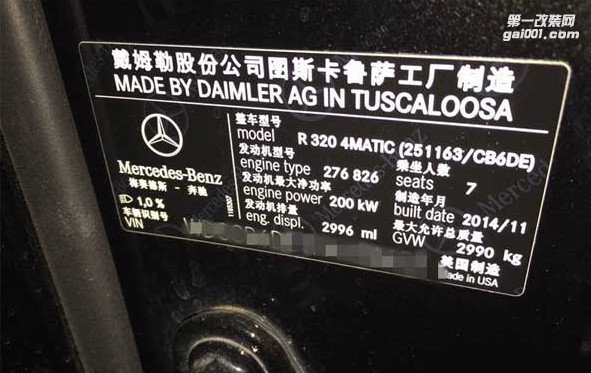 第一改装网
gai001.com
戴姆勒股份公司图斯卡鲁萨工厂制造
MADE BY DAIMLER AG IN TUSCALOOSA
整车型号
model R 320 4MATIC (251163/CB6DE)
发动机型号 乘坐人数
engine type 276 826 seats 7
发动机最大净功率 制造年月
engine power 200 kW built date 2014/11
发动机排量 最大允许总质量
eng. displ. 2996 ml GVW 2990 kg
Mercedes-Benz
梅赛德斯-奔驰
1,0 %
车辆识别号
VIN
美国制造
Made in USA